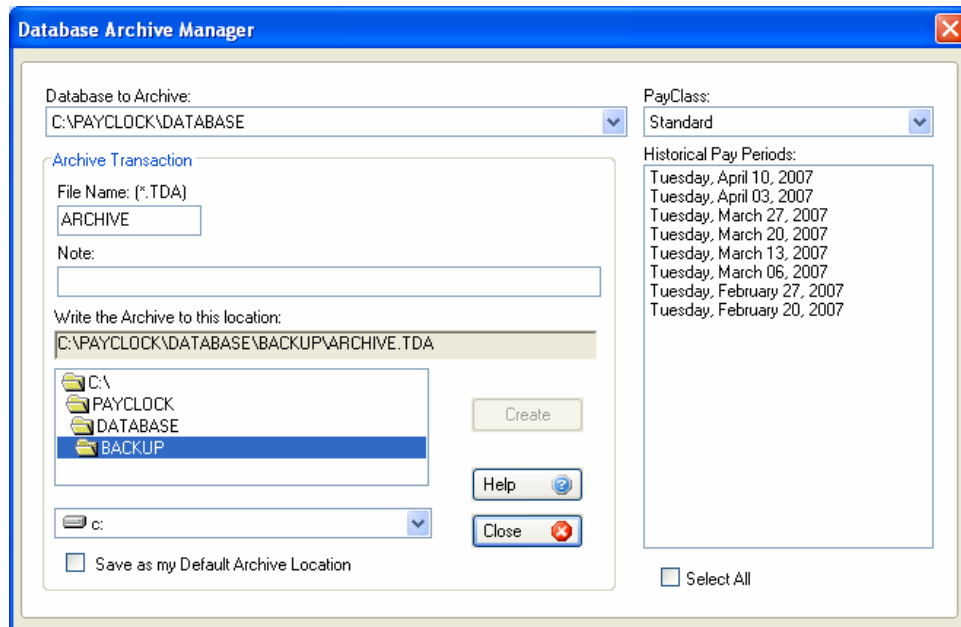 Database Archive Manager
Database to Archive:
C:\PAYCLOCK\DATABASE
Archive Transaction
File Name: (*.TDA)
ARCHIVE
Note:
Write the Archive to this location:
C:\PAYCLOCK\DATABASE\BACKUP\ARCHIVE.TDA
C:\
PAYCLOCK
DATABASE
BACKUP
Create
Help
c:
Close
Save as my Default Archive Location
PayClass:
Standard
Historical Pay Periods:
Tuesday, April 10, 2007
Tuesday, April 03, 2007
Tuesday, March 27, 2007
Tuesday, March 20, 2007
Tuesday, March 13, 2007
Tuesday, March 06, 2007
Tuesday, February 27, 2007
Tuesday, February 20, 2007
Select All